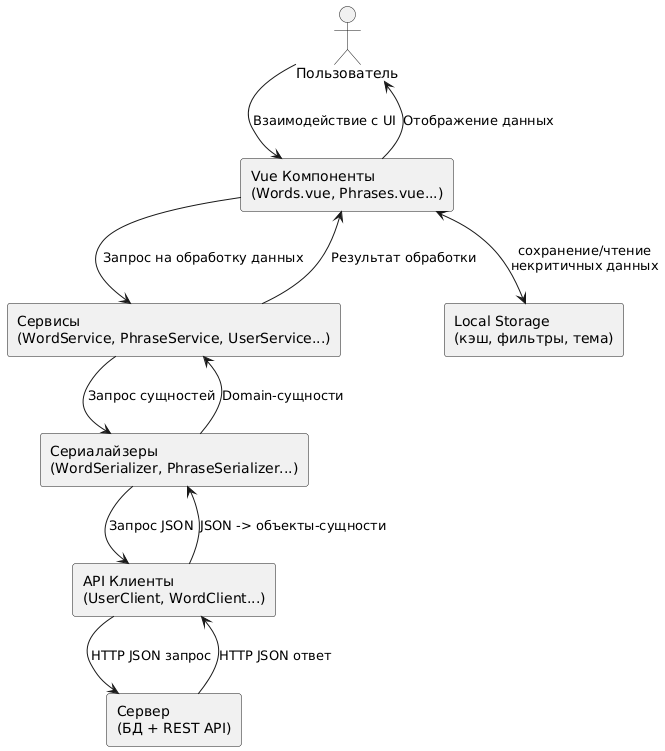 Пользователь
Взаимодействие с UI
Отображение данных
Vue Компоненты
(Words.vue, Phrases.vue...)
Запрос на обработку данных
Результат обработки
сохранение/чтение
некритичных данных
Сервисы
(WordService, PhraseService, UserService...)
Local Storage
(кэш, фильтры, тема)
Запрос сущностей
Domain-сущности
Сериалайзеры
(WordSerializer, PhraseSerializer...)
Запрос JSON
JSON -> объекты-сущности
API Клиенты
(UserClient, WordClient...)
HTTP JSON запрос
HTTP JSON ответ
Сервер
(БД + REST API)